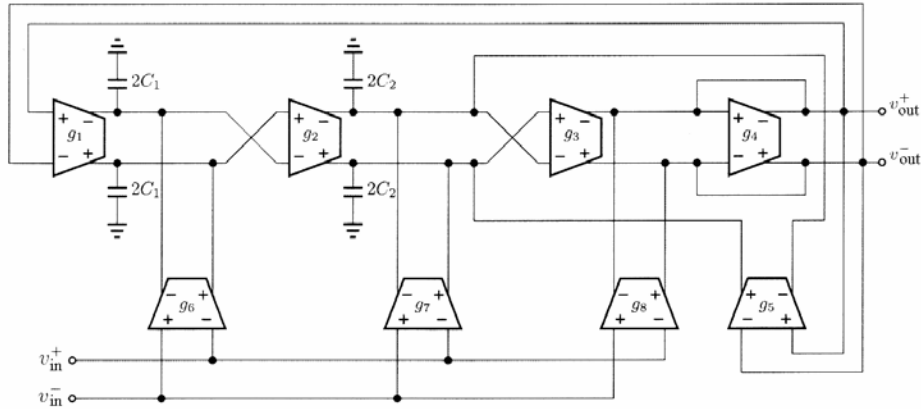 2C₁ 2C₂
+ − g₁ − + + − g₂ − + + − g₃ − + + − g₄ − + v⁺out
v⁻out
2C₁ 2C₂
− + g₆ + − − + g₇ + − − + g₈ + − + − g₅ − +
v⁺in
v⁻in